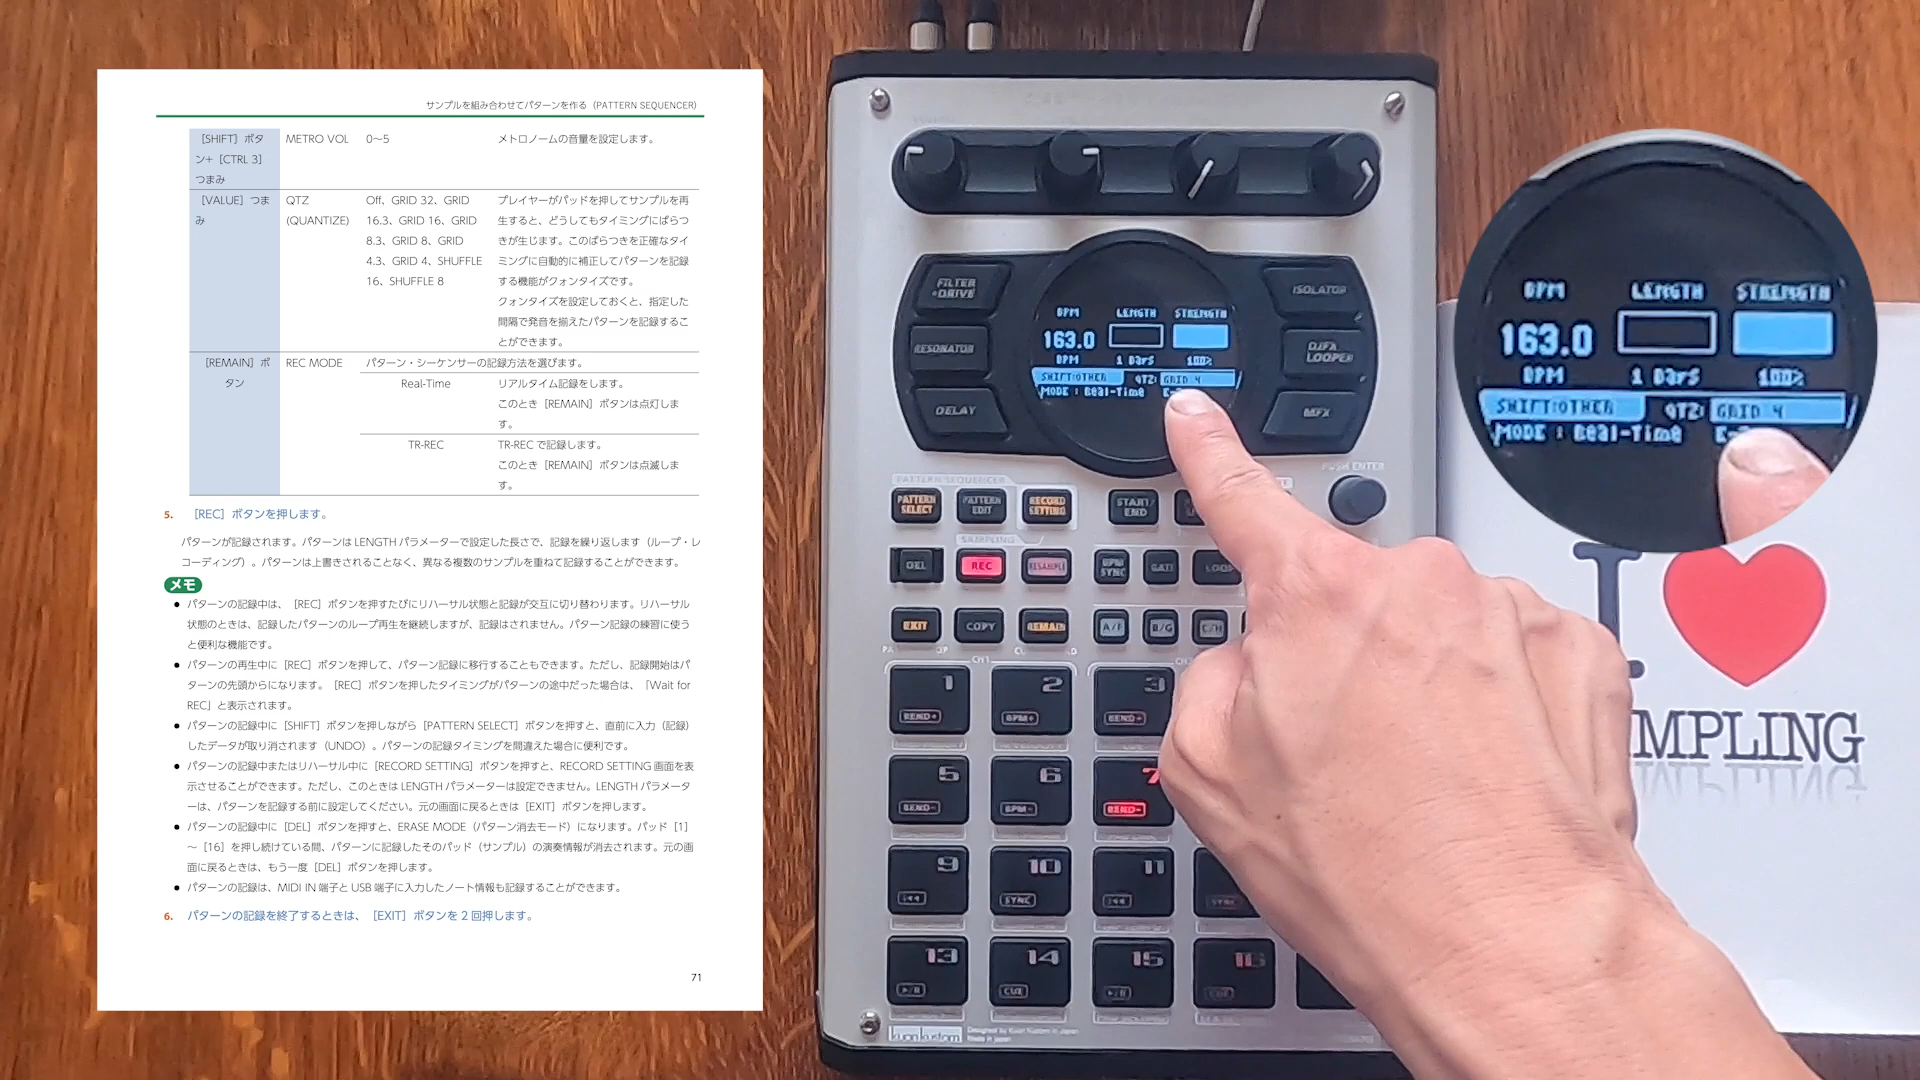 サンプルを組み合わせてパターンを作る（PATTERN SEQUENCER）
［SHIFT］ボタ
ン+［CTRL 3］
つまみ
METRO VOL
0～5
メトロノームの音量を設定します。
［VALUE］つま
み
QTZ
(QUANTIZE)
Off、GRID 32、GRID
16.3、GRID 16、GRID
8.3、GRID 8、GRID
4.3、GRID 4、SHUFFLE
16、SHUFFLE 8
プレイヤーがパッドを押してサンプルを再
生すると、どうしてもタイミングにばらつ
きが生じます。このばらつきを正確なタイ
ミングに自動的に補正してパターンを記録
する機能がクォンタイズです。
クォンタイズを設定しておくと、指定した
間隔で発音を揃えたパターンを記録するこ
とができます。
［REMAIN］ボ
タン
REC MODE
パターン・シーケンサーの記録方法を選びます。
Real-Time
リアルタイム記録をします。
このとき［REMAIN］ボタンは点灯しま
す。
TR-REC
TR-REC で記録します。
このとき［REMAIN］ボタンは点滅しま
す。
5. ［REC］ボタンを押します。
パターンが記録されます。パターンは LENGTH パラメーターで設定した長さで、記録を繰り返します（ループ・レ
コーディング）。パターンは上書きされることなく、異なる複数のサンプルを重ねて記録することができます。
メモ
● パターンの記録中は、［REC］ボタンを押すたびにリハーサル状態と記録が交互に切り替わります。リハーサル
状態のときは、記録したパターンのループ再生を継続しますが、記録はされません。パターン記録の練習に使う
と便利な機能です。
● パターンの再生中に［REC］ボタンを押して、パターン記録に移行することもできます。ただし、記録開始はパ
ターンの先頭からになります。［REC］ボタンを押したタイミングがパターンの途中だった場合は、「Wait for
REC」と表示されます。
● パターンの記録中に［SHIFT］ボタンを押しながら［PATTERN SELECT］ボタンを押すと、直前に入力（記録）
したデータが取り消されます（UNDO）。パターンの記録タイミングを間違えた場合に便利です。
● パターンの記録中またはリハーサル中に［RECORD SETTING］ボタンを押すと、RECORD SETTING 画面を表
示させることができます。ただし、このときは LENGTH パラメーターは設定できません。LENGTH パラメータ
ーは、パターンを記録する前に設定してください。元の画面に戻るときは［EXIT］ボタンを押します。
● パターンの記録中に［DEL］ボタンを押すと、ERASE MODE（パターン消去モード）になります。パッド［1］
～［16］を押し続けている間、パターンに記録したそのパッド（サンプル）の演奏情報が消去されます。元の画
面に戻るときは、もう一度［DEL］ボタンを押します。
● パターンの記録は、MIDI IN 端子と USB 端子に入力したノート情報も記録することができます。
6. パターンの記録を終了するときは、［EXIT］ボタンを 2 回押します。
71
FILTER
+DRIVE
RESONATOR
DELAY
ISOLATOR
DJFX
LOOPER
MFX
BPM LENGTH STRENGTH
163.0
BPM 1 Bars 100%
SHIFT:OTHER QTZ: GRID 4
MODE : Real-Time
PUSH ENTER
PATTERN SEQUENCER
PATTERN
SELECT
PATTERN
EDIT
RECORD
SETTING
START/
END
SAMPLING
DEL
REC
RESAMPLE
BPM
SYNC
GATE
LOOP
EXIT
COPY
REMAIN
A/F
B/G
C/H
CH1
1
BEND+
2
BPM+
3
BEND+
5
BEND-
6
BPM-
7
BEND-
9
10
SYNC
11
SYNC
13
14
CUE
15
16
CUE
kuonkustom
Designed by Kuon Kustom in Japan
Made in Japan
BPM LENGTH STRENGTH
163.0
BPM 1 Bars 100%
SHIFT:OTHER QTZ: GRID 4
MODE : Real-Time
I
MPLING